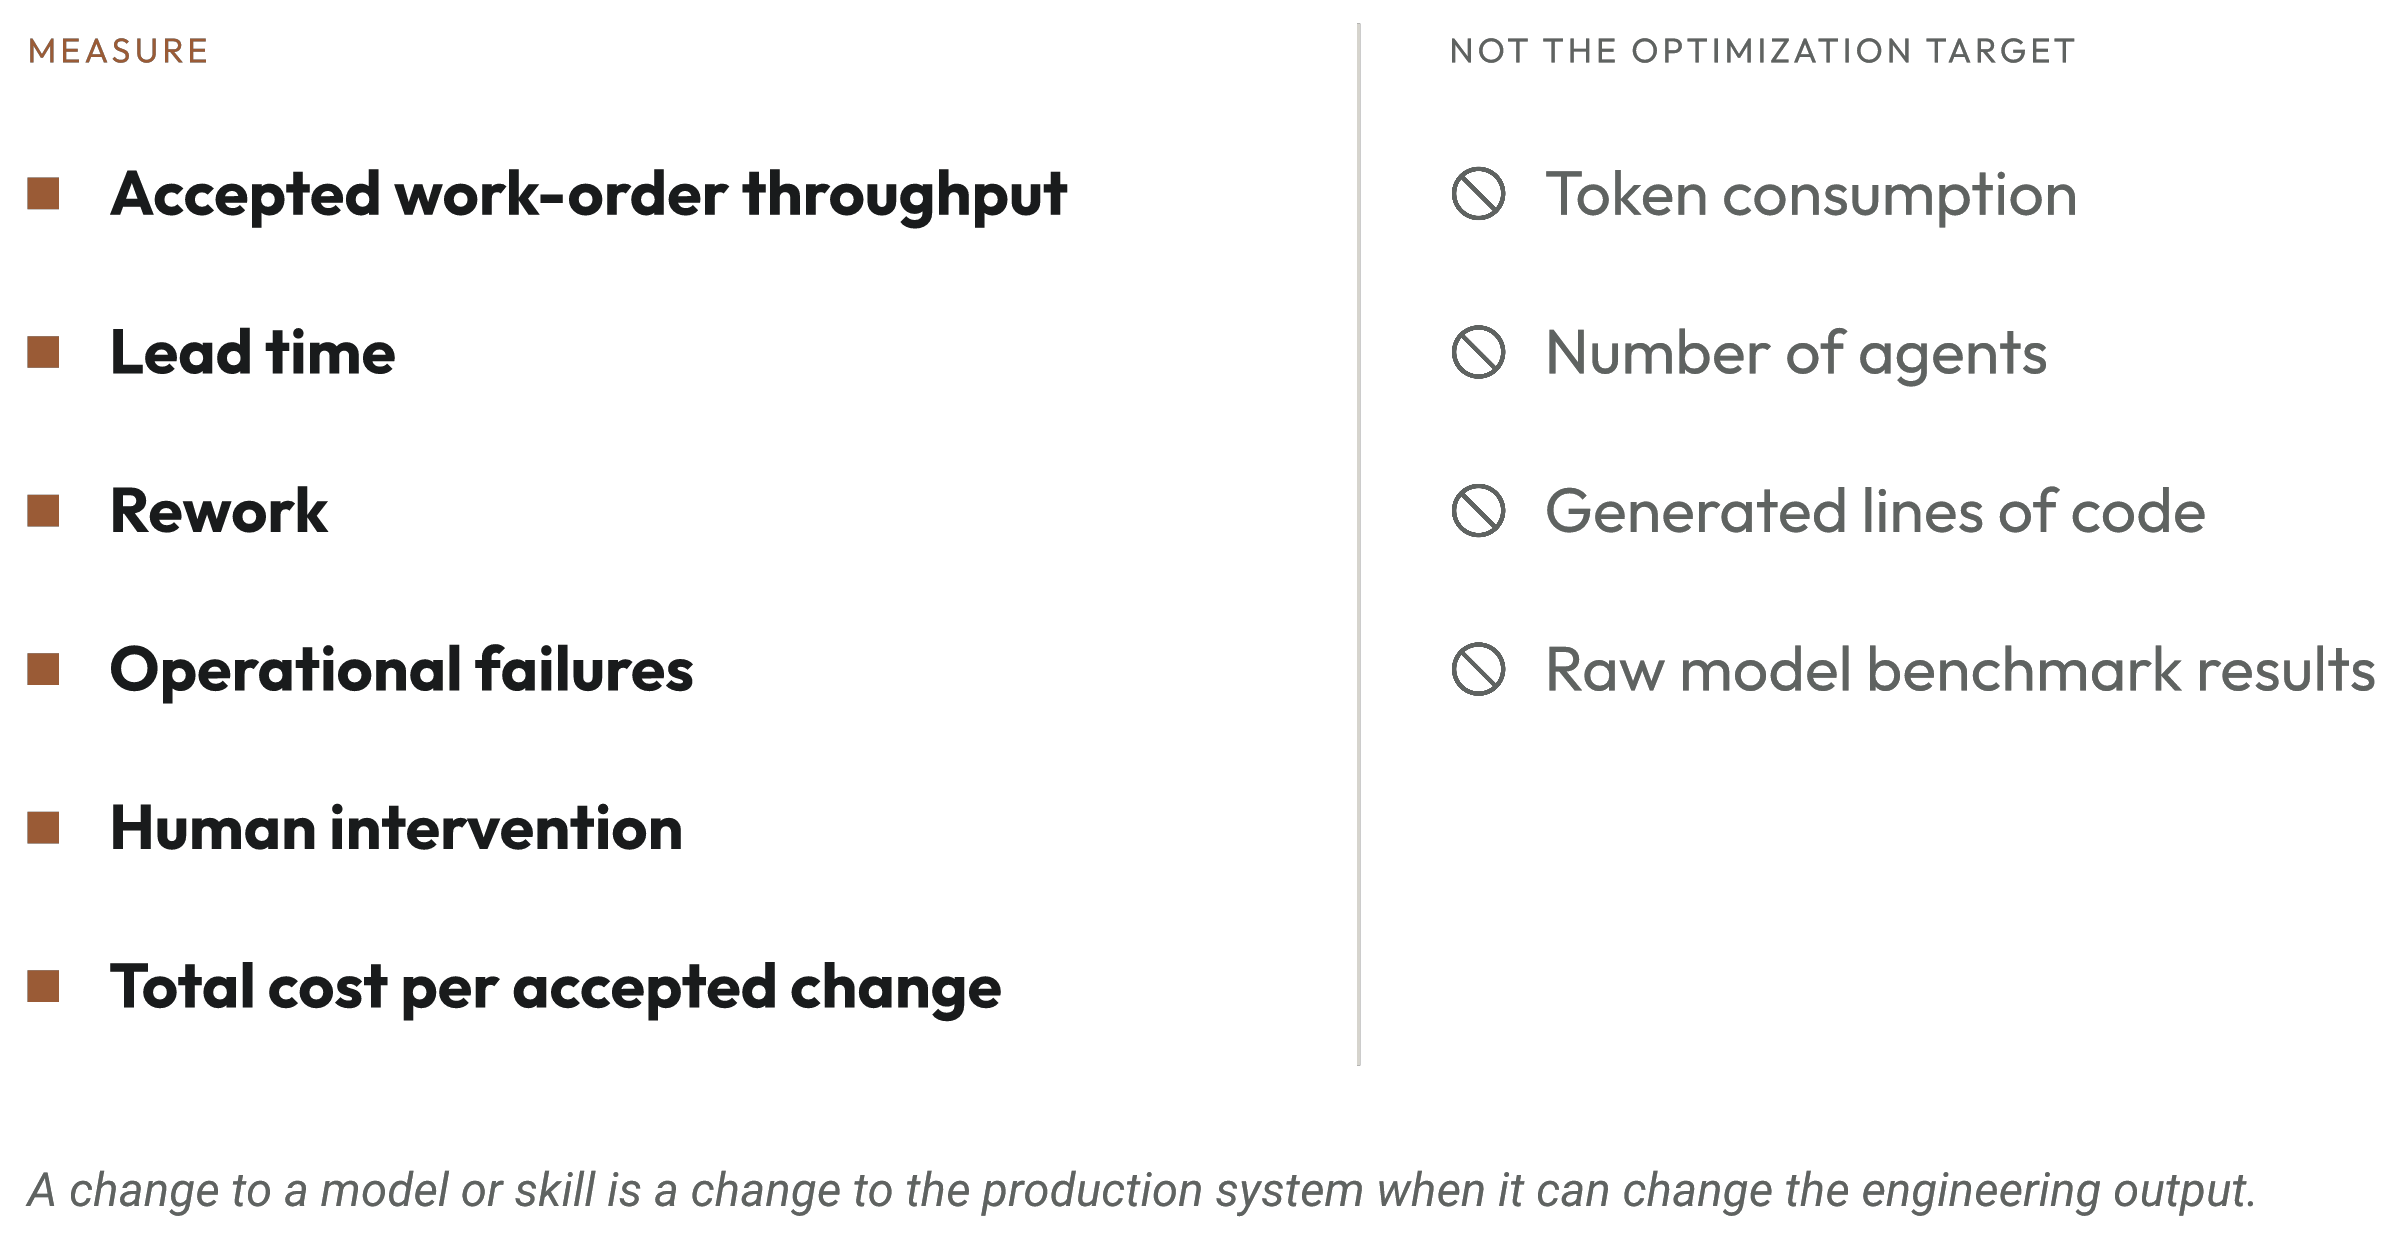 MEASURE
Accepted work-order throughput
Lead time
Rework
Operational failures
Human intervention
Total cost per accepted change
NOT THE OPTIMIZATION TARGET
Token consumption
Number of agents
Generated lines of code
Raw model benchmark results
A change to a model or skill is a change to the production system when it can change the engineering output.